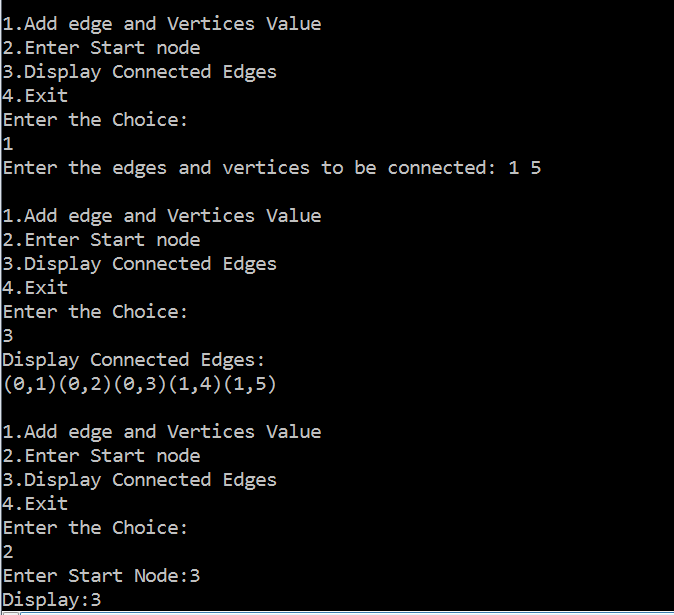 1.Add edge and Vertices Value
2.Enter Start node
3.Display Connected Edges
4.Exit
Enter the Choice:
1
Enter the edges and vertices to be connected: 1 5
1.Add edge and Vertices Value
2.Enter Start node
3.Display Connected Edges
4.Exit
Enter the Choice:
3
Display Connected Edges:
(0,1)(0,2)(0,3)(1,4)(1,5)
1.Add edge and Vertices Value
2.Enter Start node
3.Display Connected Edges
4.Exit
Enter the Choice:
2
Enter Start Node:3
Display:3